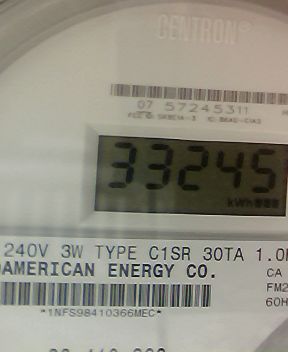 CENTRON®
07 57245311
33245
kWh
240V 3W TYPE C1SR 30TA 1.0
AMERICAN ENERGY CO.
CA
FM2
60H
*1NFS98410366MEC*